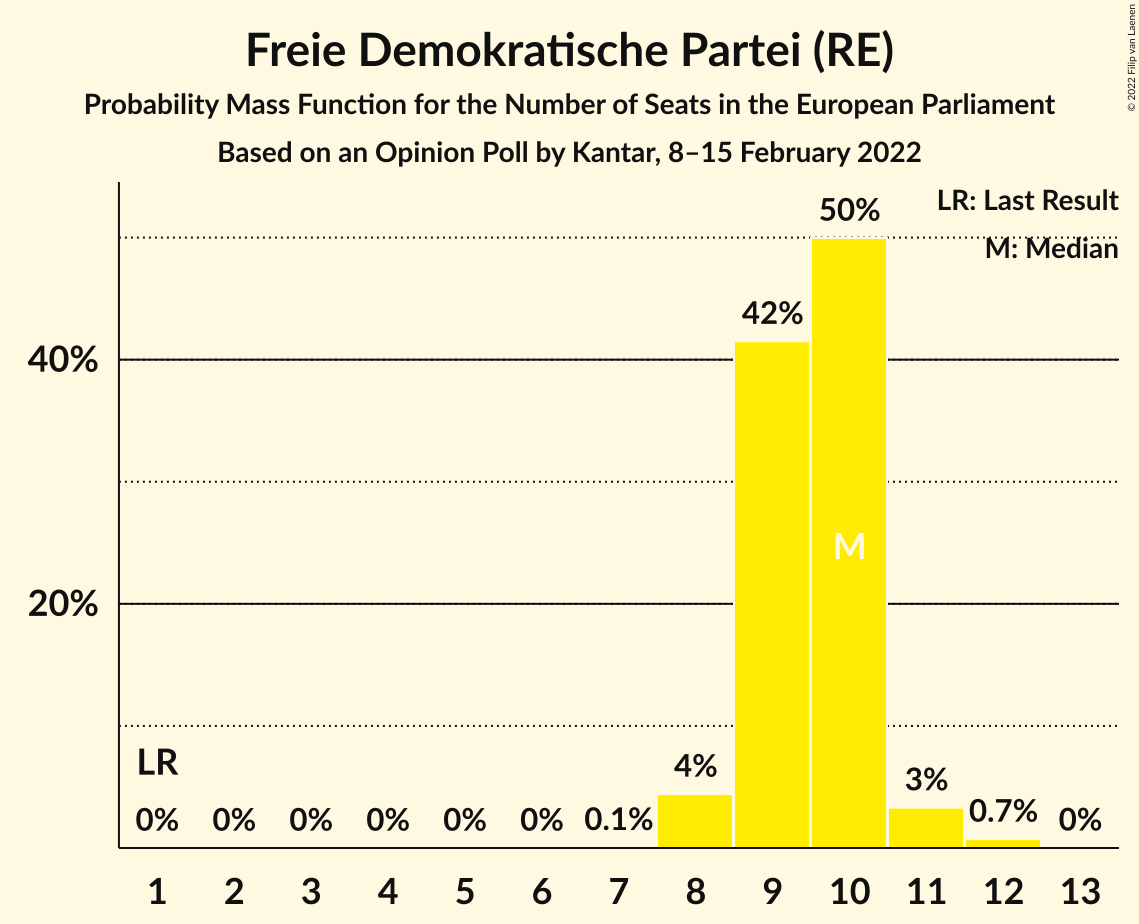 Freie Demokratische Partei (RE)
Probability Mass Function for the Number of Seats in the European Parliament
Based on an Opinion Poll by Kantar, 8–15 February 2022
© 2022 Filip van Laenen
LR: Last Result
M: Median
50%
42%
40%
M
20%
LR
4%
3%
0% 0% 0% 0% 0% 0% 0.1% 0.7% 0%
1 2 3 4 5 6 7 8 9 10 11 12 13